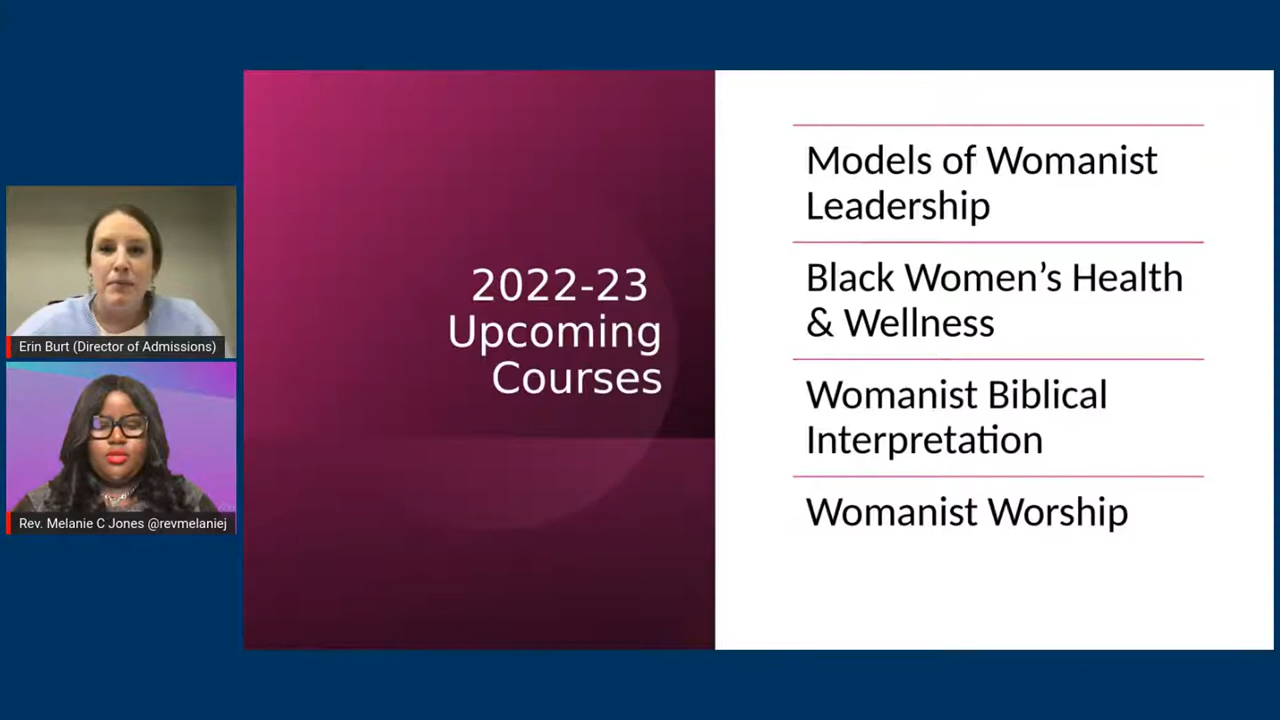 Erin Burt (Director of Admissions)
Rev. Melanie C Jones @revmelaniej
2022-23
Upcoming
Courses
Models of Womanist
Leadership
Black Women’s Health
& Wellness
Womanist Biblical
Interpretation
Womanist Worship